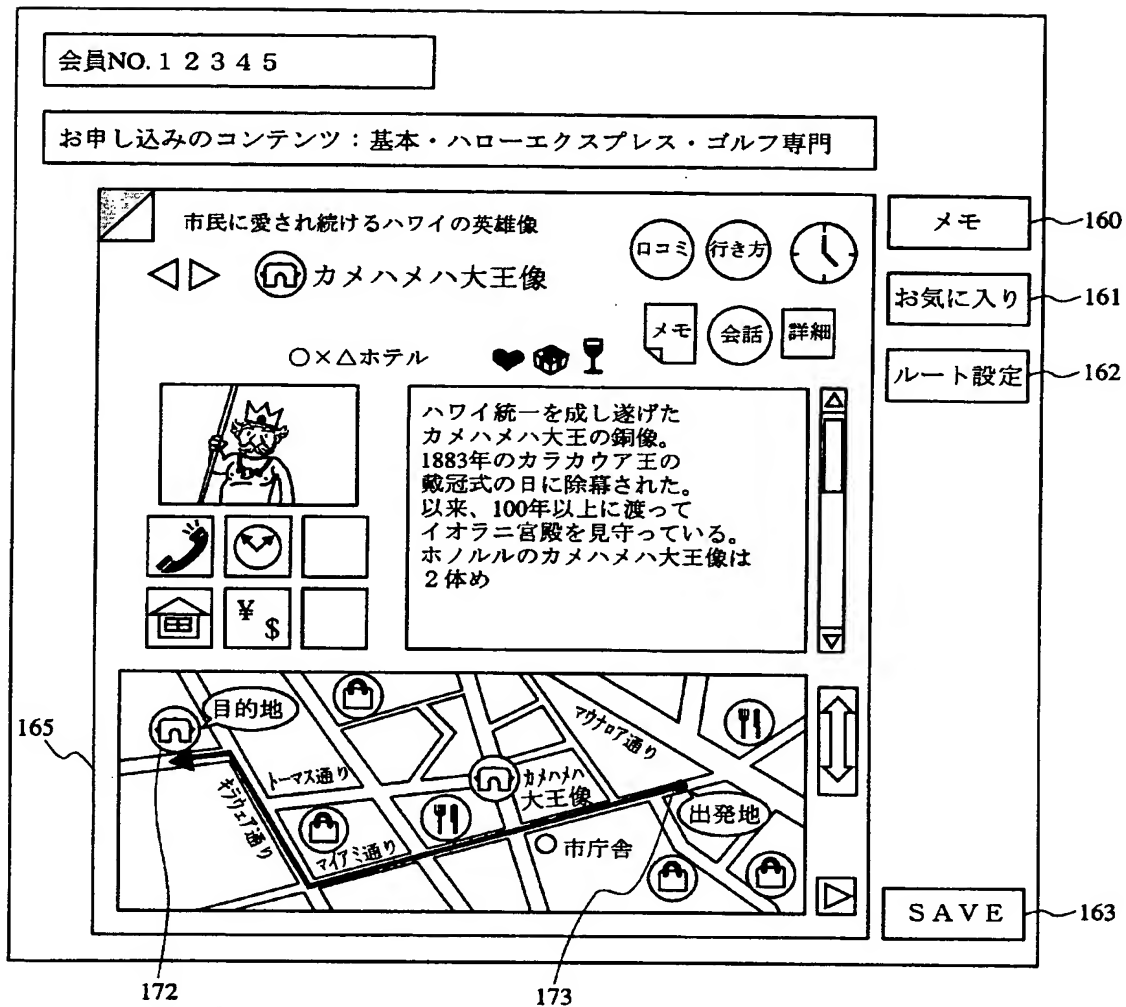 会員NO.１２３４５
お申し込みのコンテンツ：基本・ハローエクスプレス・ゴルフ専門
市民に愛され続けるハワイの英雄像
カメハメハ大王像
口コミ
行き方
メモ
会話
詳細
○×△ホテル
ハワイ統一を成し遂げた
カメハメハ大王の銅像。
1883年のカラカウア王の
戴冠式の日に除幕された。
以来、100年以上に渡って
イオラニ宮殿を見守っている。
ホノルルのカメハメハ大王像は
２体め
¥
$
メモ
160
お気に入り
161
ルート設定
162
165
目的地
トーマス通り
キラウェア通り
マイアミ通り
カメハメハ
大王像
マウナロア通り
出発地
市庁舎
SAVE
163
172
173